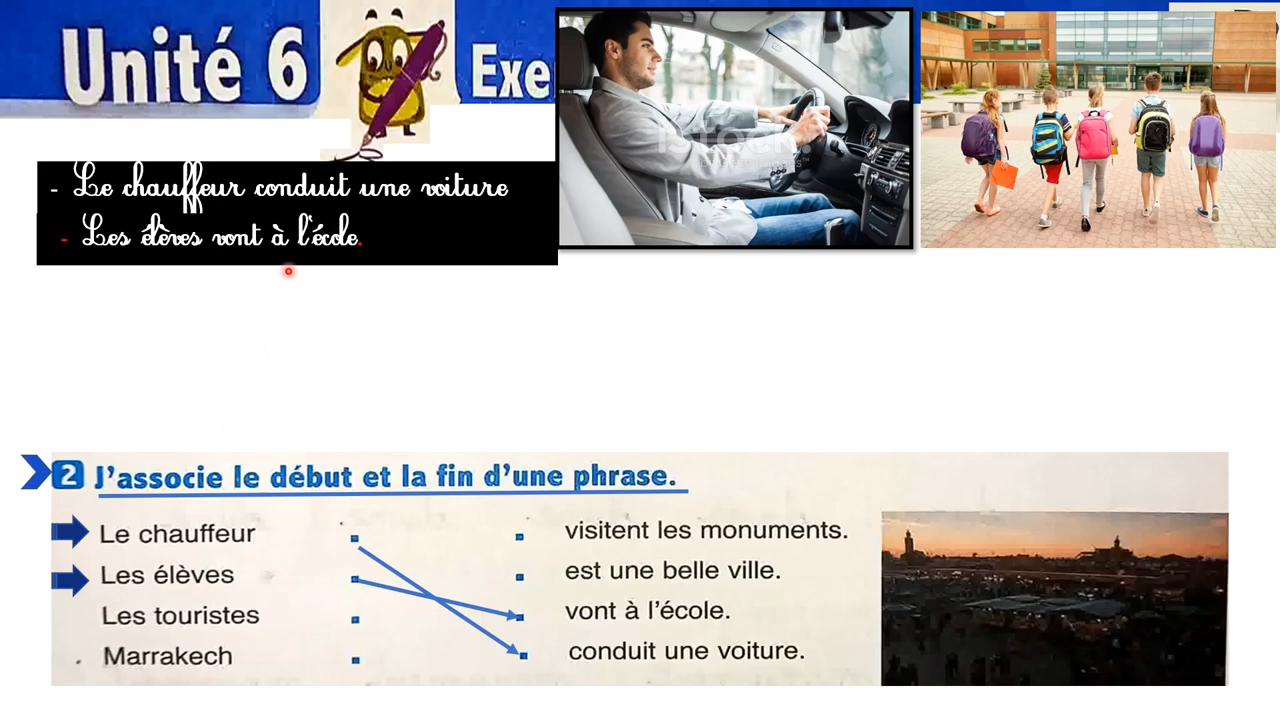 Unité 6
Exe
- Le chauffeur conduit une voiture
- Les élèves vont à l'école.
iStock
2 J'associe le début et la fin d'une phrase.
Le chauffeur visitent les monuments.
Les élèves est une belle ville.
Les touristes vont à l'école.
Marrakech conduit une voiture.